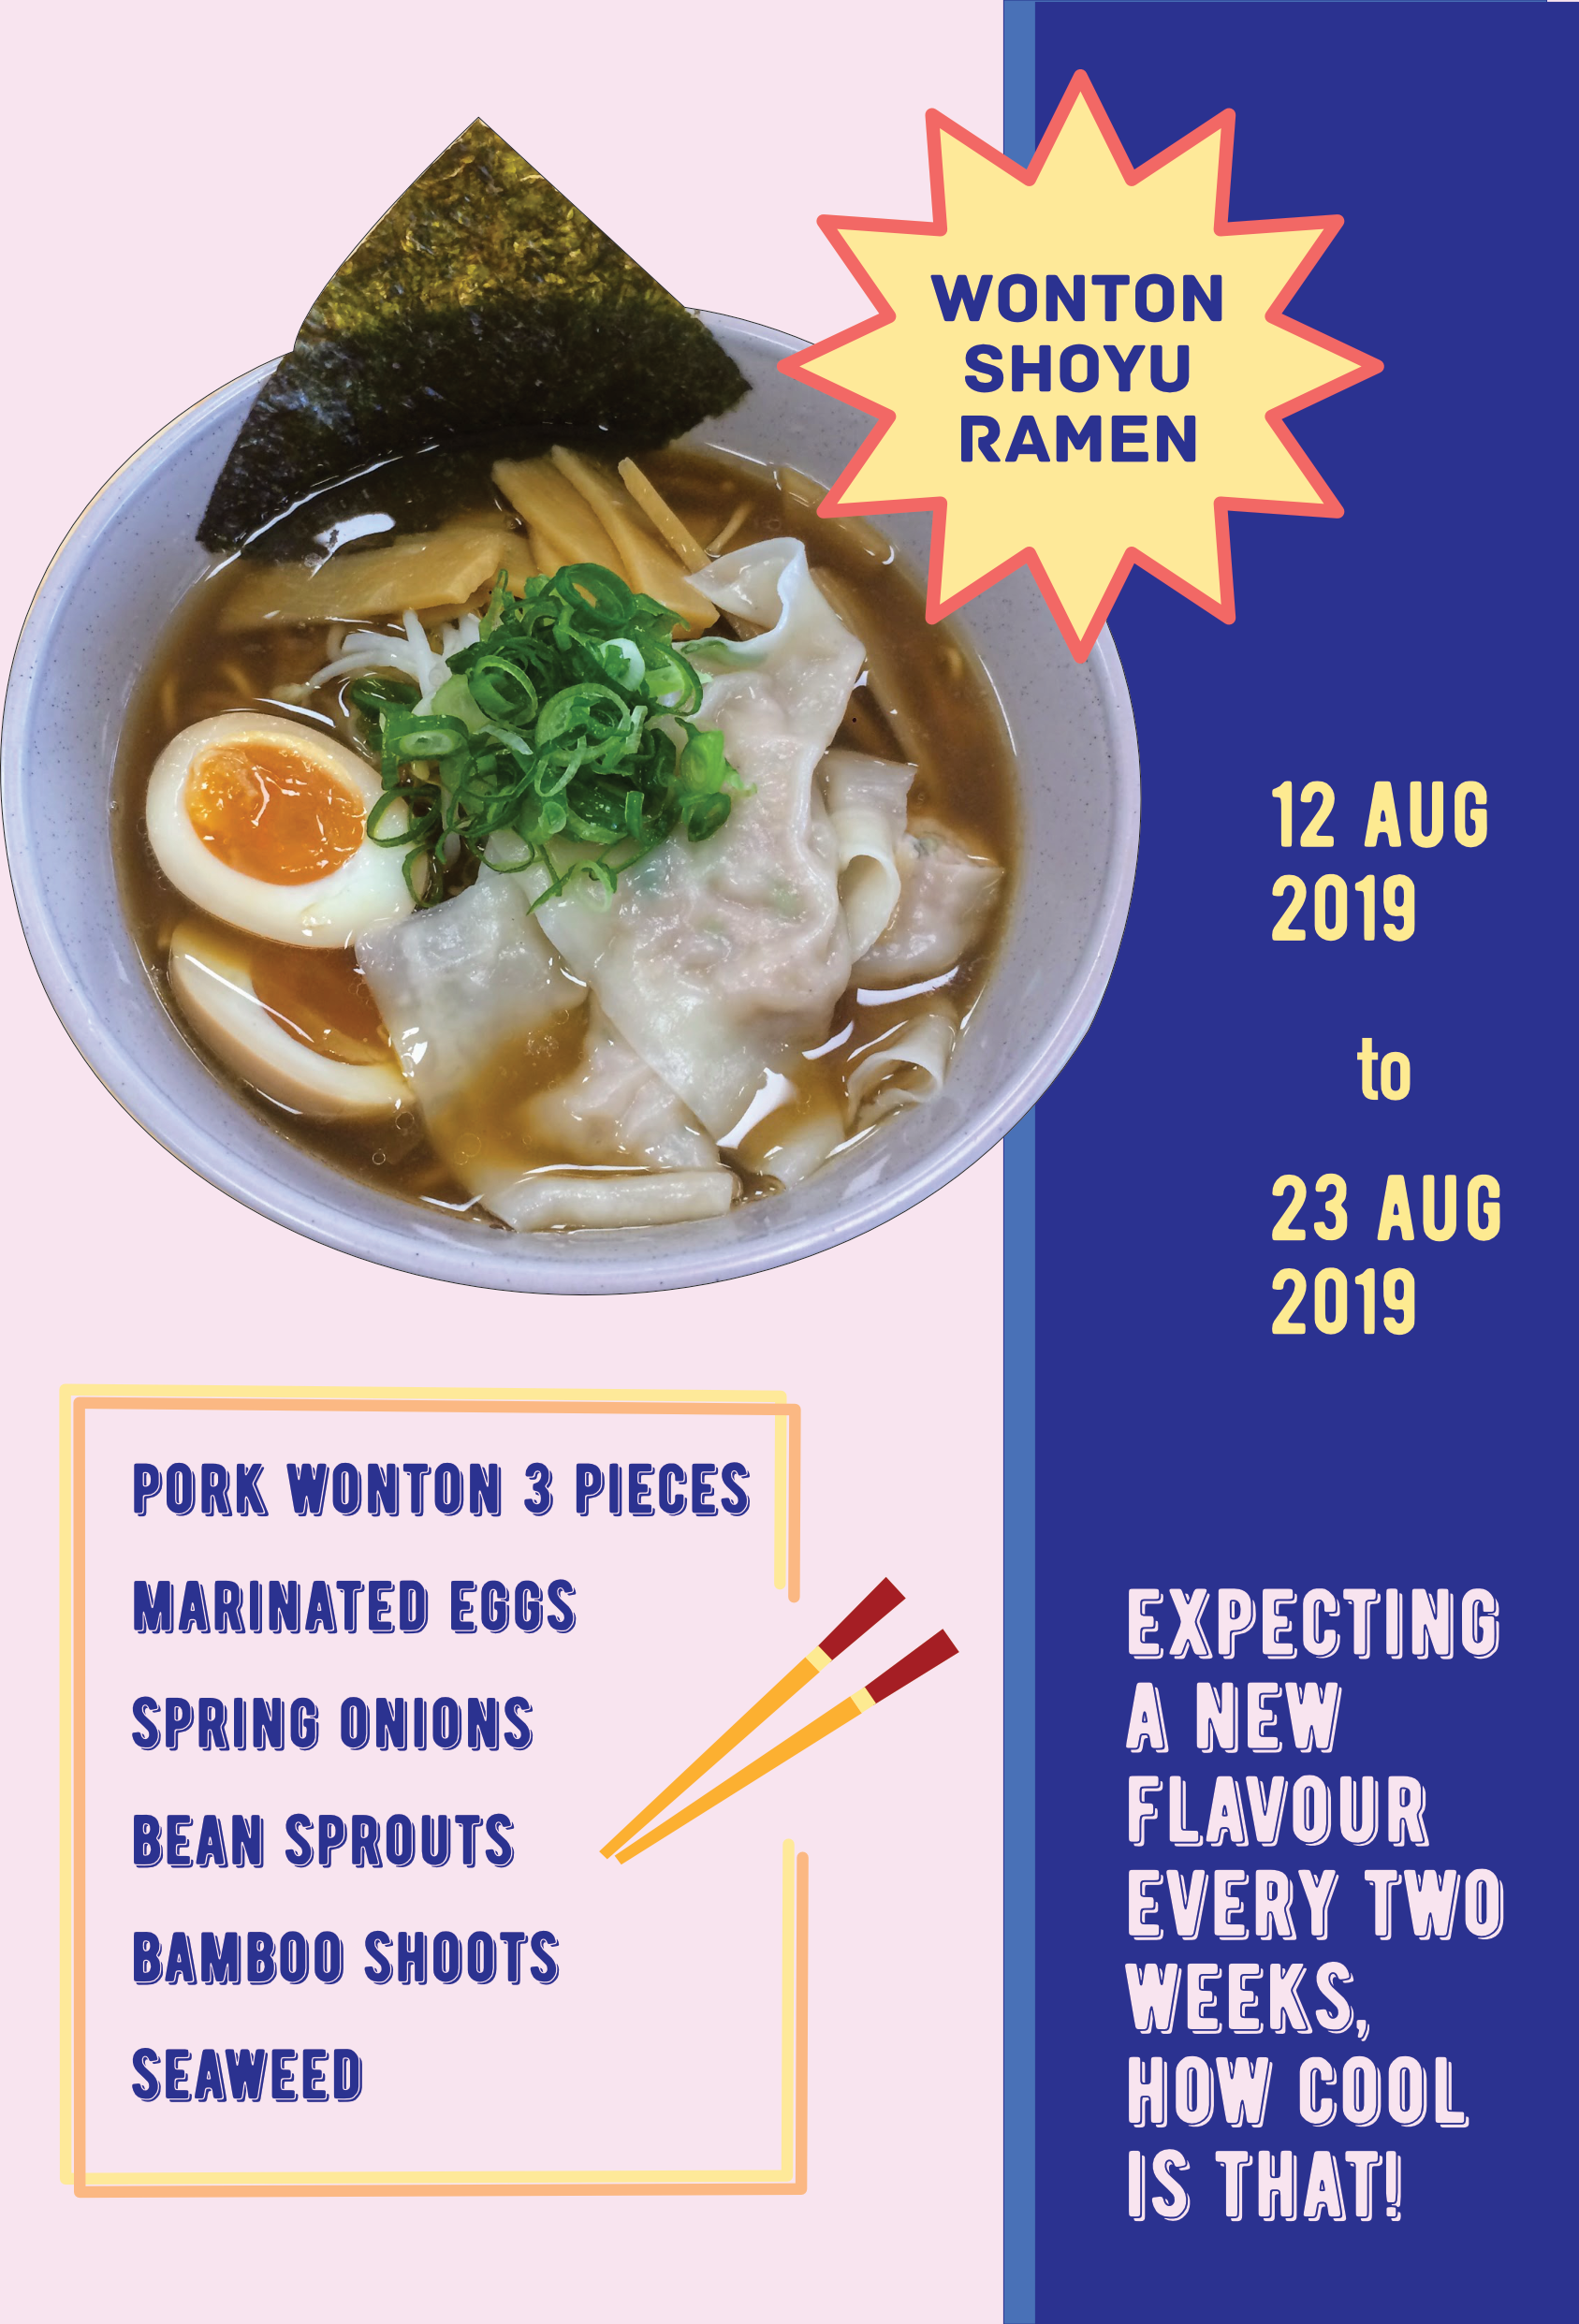 WONTON
SHOYU
RAMEN
12 AUG
2019
to
23 AUG
2019
PORK WONTON 3 PIECES
MARINATED EGGS
SPRING ONIONS
BEAN SPROUTS
BAMBOO SHOOTS
SEAWEED
EXPECTING
A NEW
FLAVOUR
EVERY TWO
WEEKS,
HOW COOL
IS THAT!